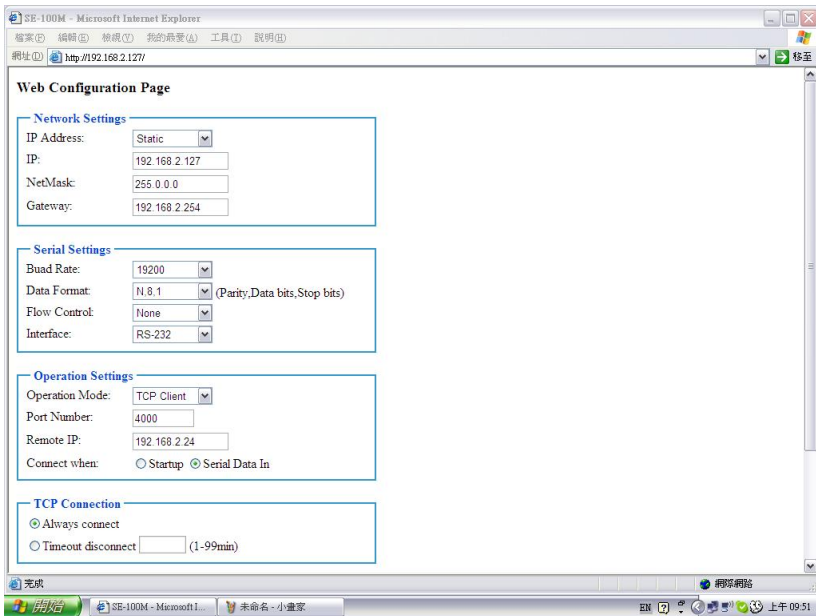 SE-100M - Microsoft Internet Explorer
檔案(F) 編輯(E) 檢視(V) 我的最愛(A) 工具(T) 說明(H)
網址(D) http://192.168.2.127/ 移至
Web Configuration Page
Network Settings
IP Address: Static
IP: 192.168.2.127
NetMask: 255.0.0.0
Gateway: 192.168.2.254
Serial Settings
Buad Rate: 19200
Data Format: N,8,1 (Parity,Data bits,Stop bits)
Flow Control: None
Interface: RS-232
Operation Settings
Operation Mode: TCP Client
Port Number: 4000
Remote IP: 192.168.2.24
Connect when: Startup Serial Data In
TCP Connection
Always connect
Timeout disconnect (1-99min)
完成 網際網路
開始 SE-100M - Microsoft I... 未命名 - 小畫家 EN 上午 09:51